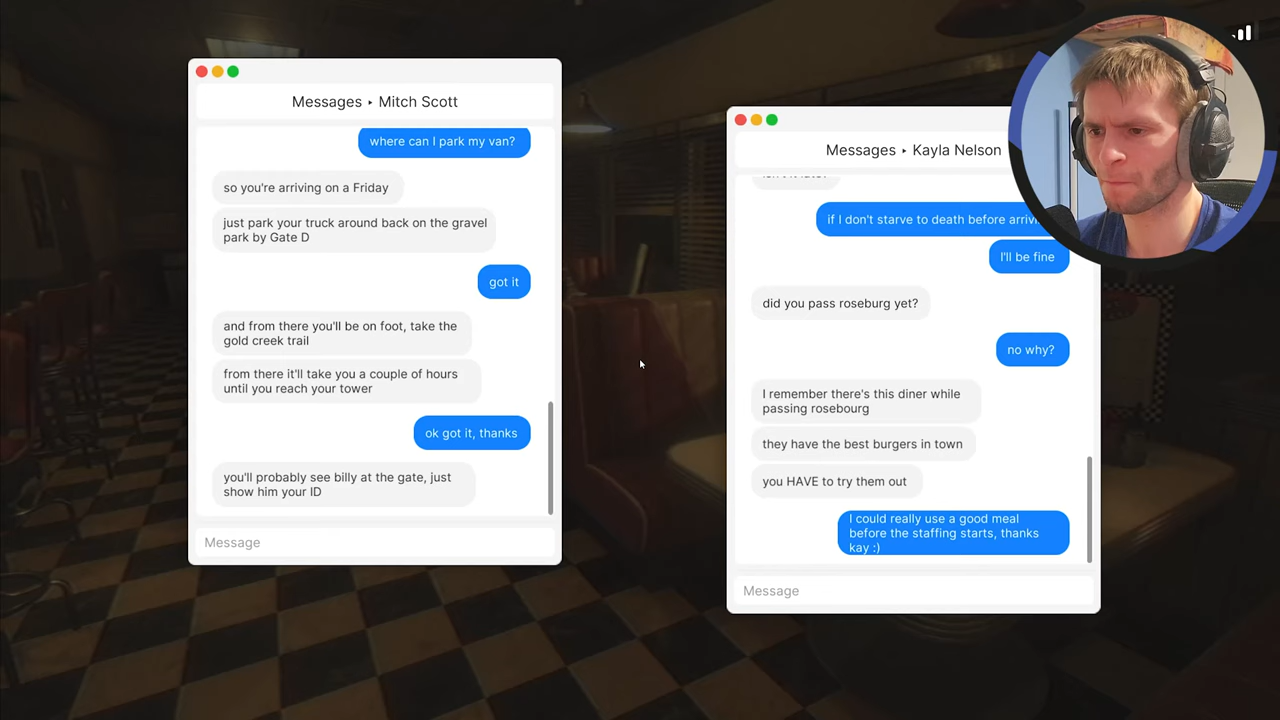 Messages ‣ Mitch Scott
where can I park my van?
so you're arriving on a Friday
just park your truck around back on the gravel
park by Gate D
got it
and from there you'll be on foot, take the
gold creek trail
from there it'll take you a couple of hours
until you reach your tower
ok got it, thanks
you'll probably see billy at the gate, just
show him your ID
Message
Messages ‣ Kayla Nelson
if I don't starve to death before
I'll be fine
did you pass roseburg yet?
no why?
I remember there's this diner while
passing rosebourg
they have the best burgers in town
you HAVE to try them out
I could really use a good meal
before the staffing starts, thanks
kay :)
Message